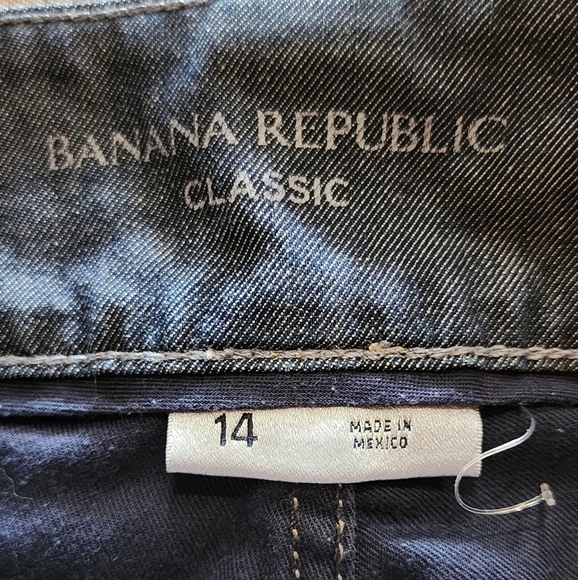 BANANA REPUBLIC
CLASSIC
14
MADE IN
MEXICO